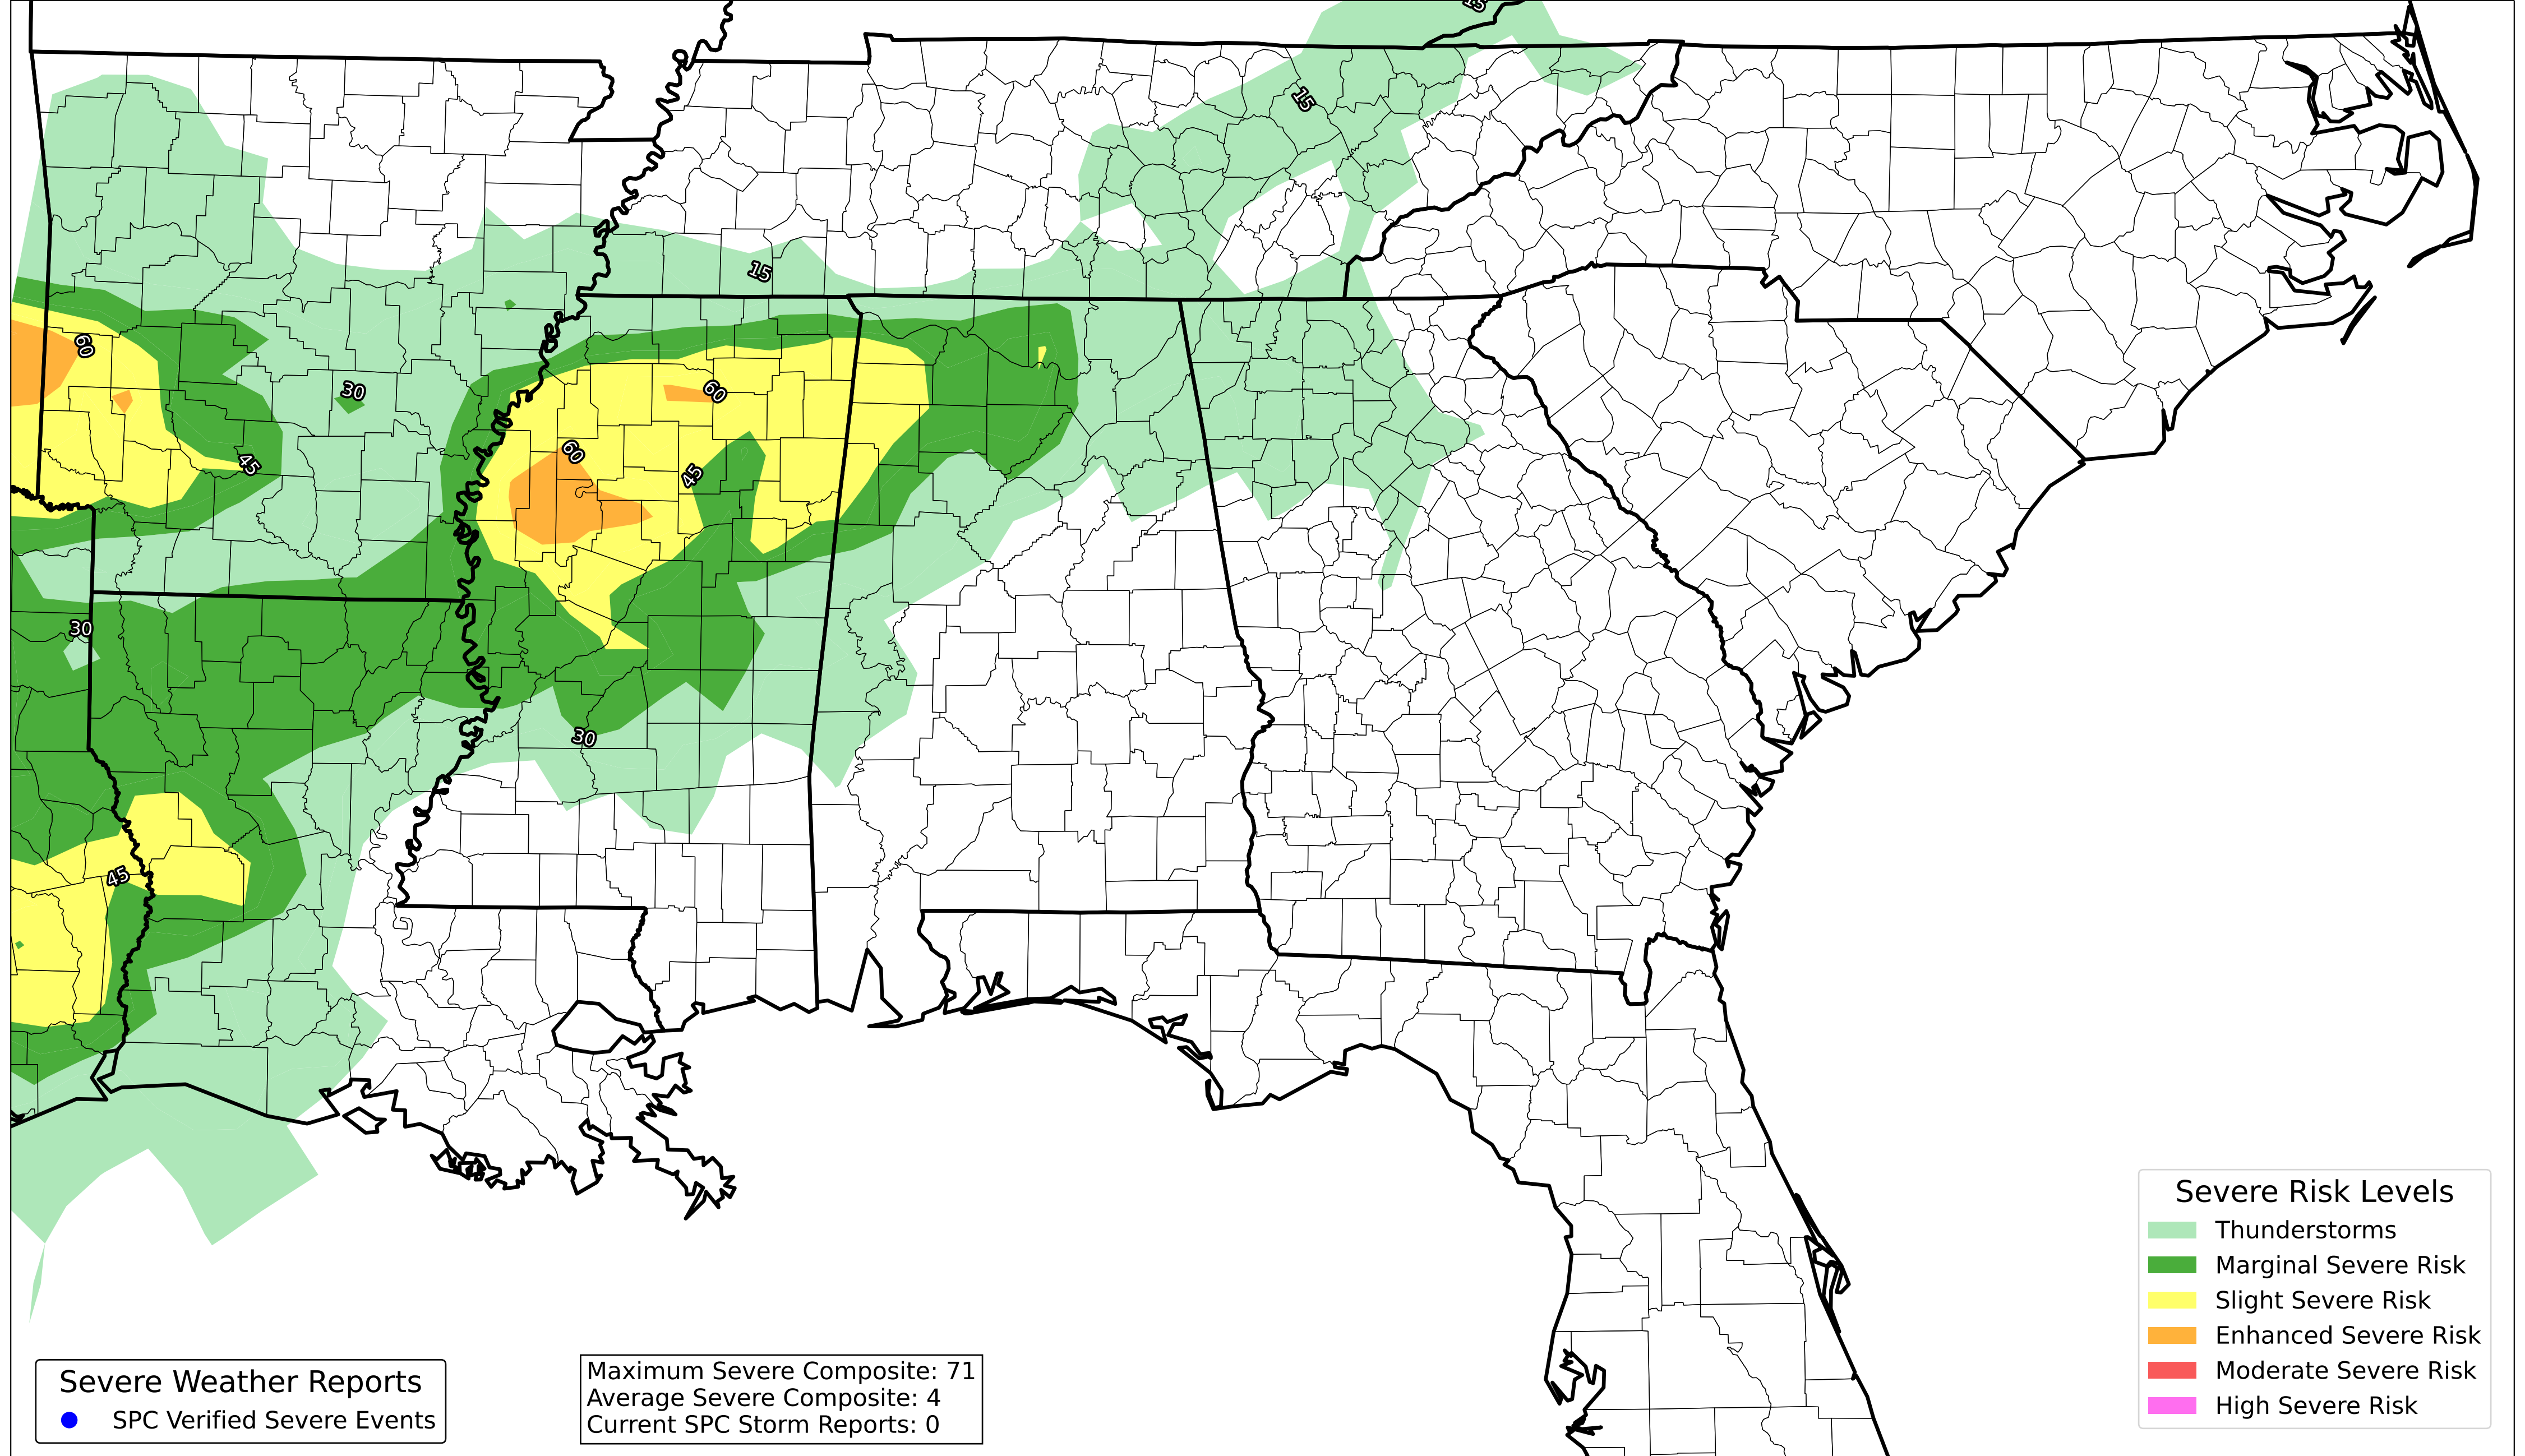 15
15
15
60
30
60
60
45
45
30
30
45
Severe Risk Levels
Thunderstorms
Marginal Severe Risk
Slight Severe Risk
Enhanced Severe Risk
Moderate Severe Risk
High Severe Risk
Severe Weather Reports
SPC Verified Severe Events
Maximum Severe Composite: 71
Average Severe Composite: 4
Current SPC Storm Reports: 0